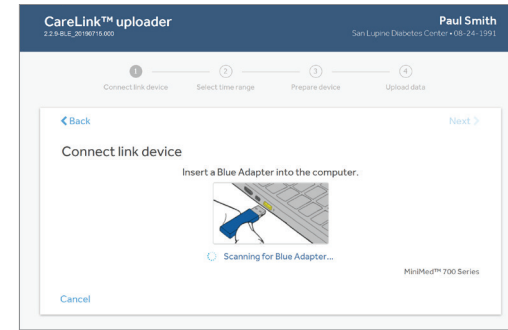 CareLink™ uploader
2.2.9-BLE_20190715.000
Paul Smith
San Lupine Diabetes Center • 08-24-1991
1
2
3
4
Connect link device
Select time range
Prepare device
Upload data
Back
Next
Connect link device
Insert a Blue Adapter into the computer.
Scanning for Blue Adapter...
MiniMed™ 700 Series
Cancel